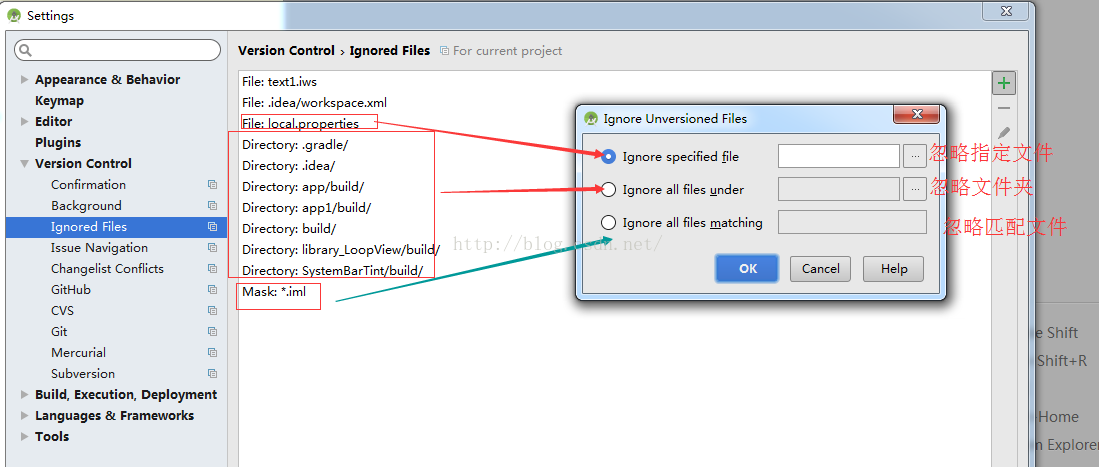 Settings
Version Control › Ignored Files For current project
Appearance & Behavior
Keymap
Editor
Plugins
Version Control
Confirmation
Background
Ignored Files
Issue Navigation
Changelist Conflicts
GitHub
CVS
Git
Mercurial
Subversion
Build, Execution, Deployment
Languages & Frameworks
Tools
File: text1.iws
File: .idea/workspace.xml
File: local.properties
Directory: .gradle/
Directory: .idea/
Directory: app/build/
Directory: app1/build/
Directory: build/
Directory: library_LoopView/build/
Directory: SystemBarTint/build/
Mask: *.iml
Ignore Unversioned Files
Ignore specified file ... 忽略指定文件
Ignore all files under ... 忽略文件夹
Ignore all files matching 忽略匹配文件
OK Cancel Help
Shift
Shift+R
Home
Explorer